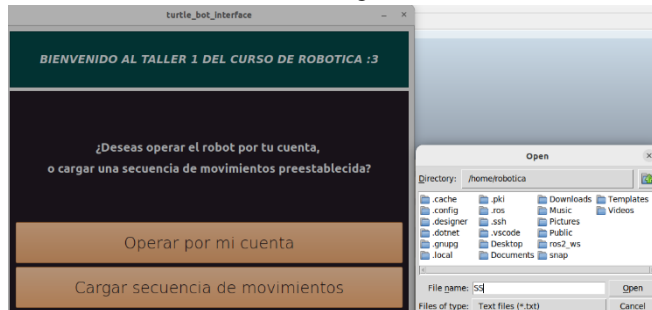 turtle_bot_interface
BIENVENIDO AL TALLER 1 DEL CURSO DE ROBOTICA :3
¿Deseas operar el robot por tu cuenta,
o cargar una secuencia de movimientos preestablecida?
Operar por mi cuenta
Cargar secuencia de movimientos
Open
Directory: /home/robotica
.cache .pki Downloads Templates
.config .ros Music Videos
.designer .ssh Pictures
.dotnet .vscode Public
.gnupg Desktop ros2_ws
.local Documents snap
File name: SS Open
Files of type: Text files (*.txt) Cancel